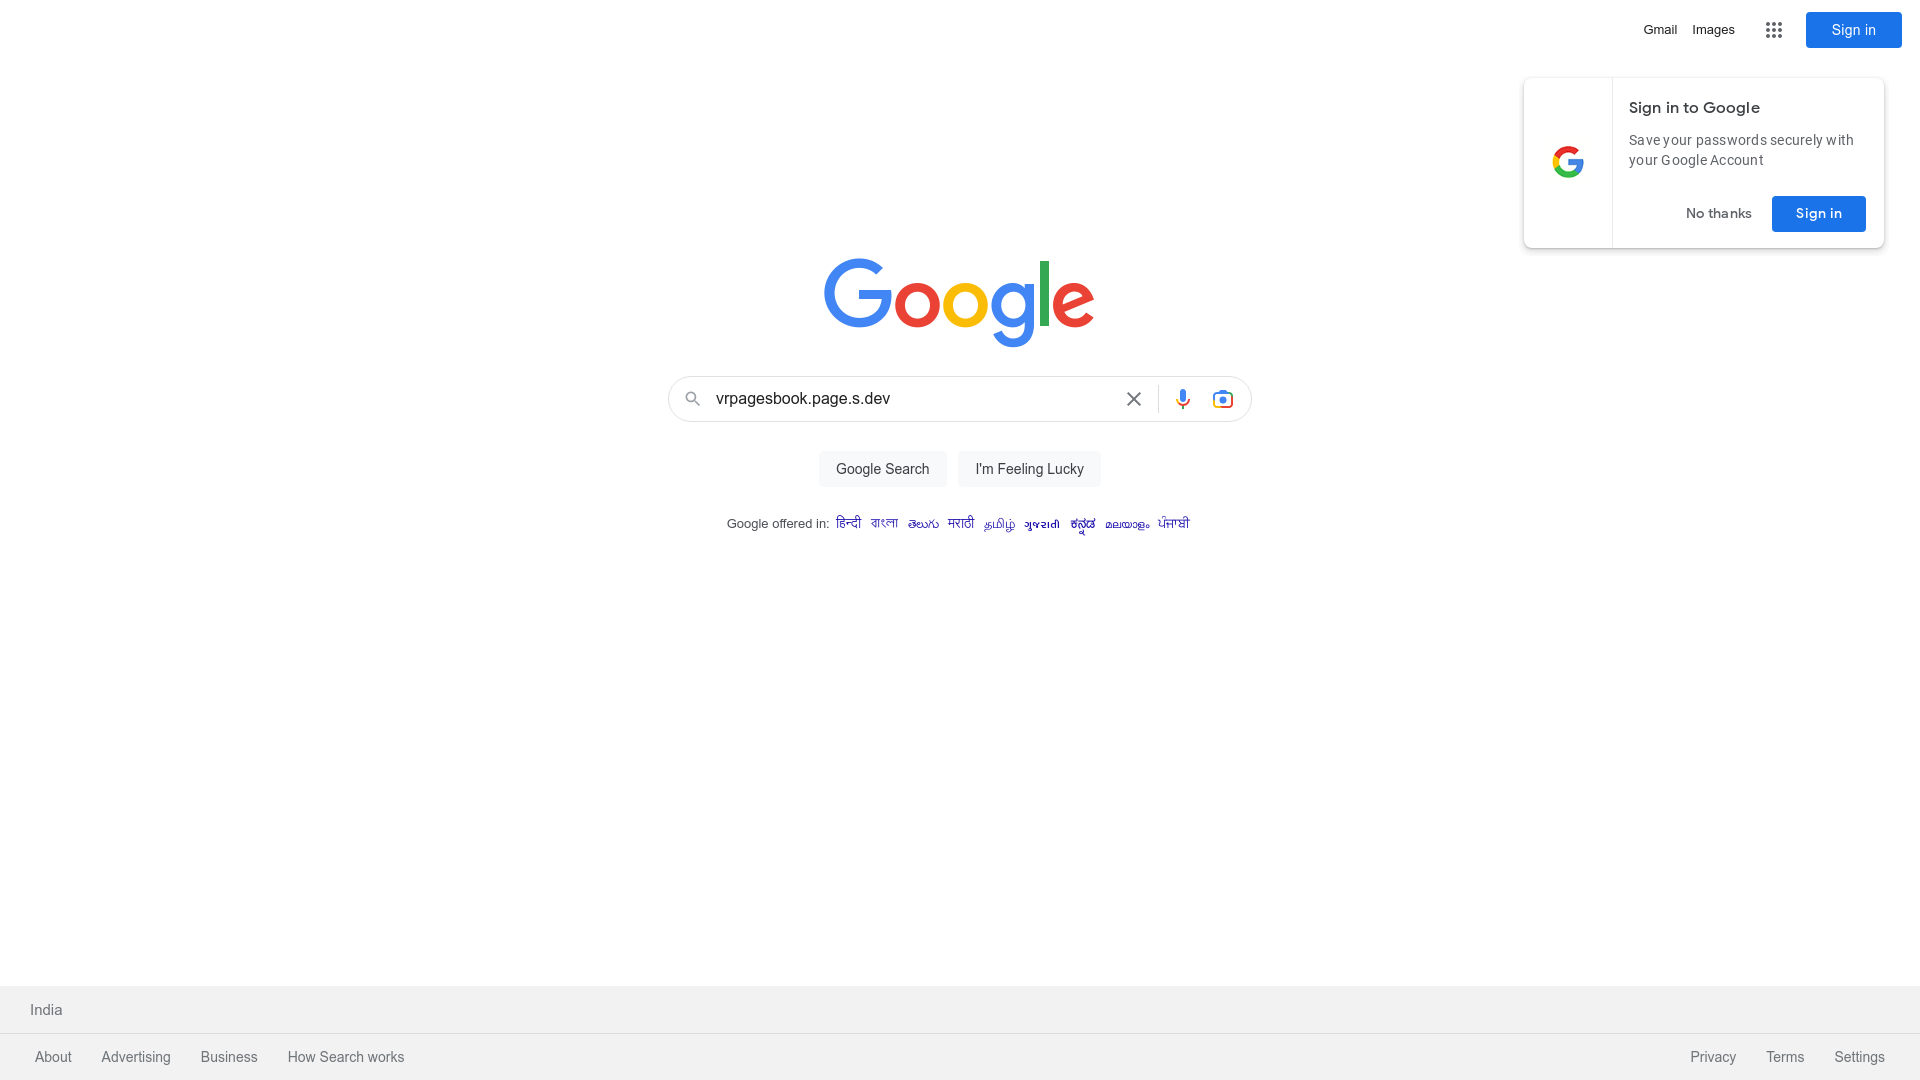 Gmail Images Sign in
Sign in to Google
Save your passwords securely with
your Google Account
No thanks Sign in
Google
vrpagesbook.page.s.dev
Google Search I'm Feeling Lucky
Google offered in: हिन्दी বাংলা తెలుగు मराठी தமிழ் ગુજરાતી ಕನ್ನಡ മലയാളം ਪੰਜਾਬੀ
India
About Advertising Business How Search works Privacy Terms Settings